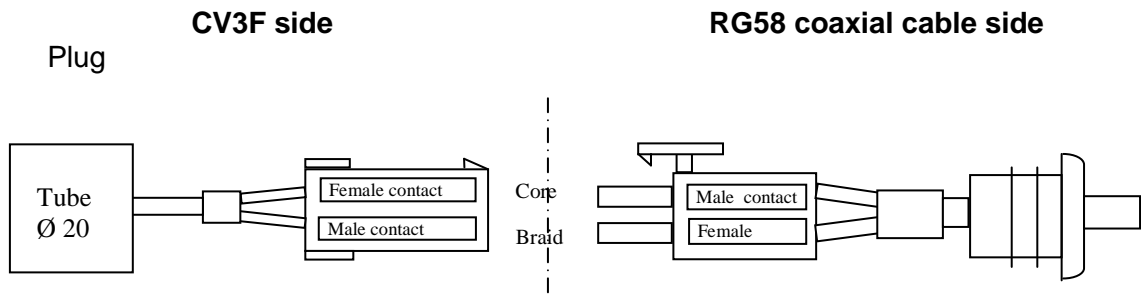 CV3F side
RG58 coaxial cable side
Plug
Tube
Ø 20
Female contact
Male contact
Core
Braid
Male contact
Female